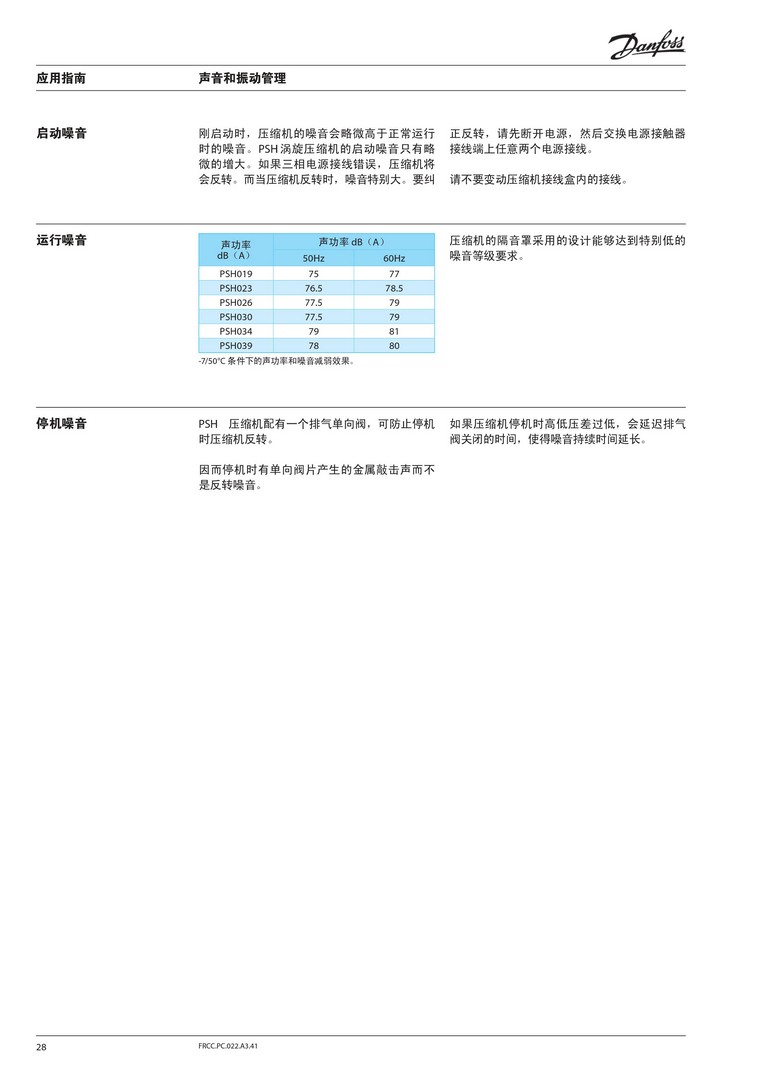 Danfoss
应用指南 声音和振动管理
启动噪音
刚启动时，压缩机的噪音会略微高于正常运行
时的噪音。PSH 涡旋压缩机的启动噪音只有略
微的增大。如果三相电源接线错误，压缩机将
会反转。而当压缩机反转时，噪音特别大。要纠
正反转，请先断开电源，然后交换电源接触器
接线端上任意两个电源接线。
请不要变动压缩机接线盒内的接线。
运行噪音
声功率 dB（A） 声功率 dB（A）
50Hz 60Hz
PSH019 75 77
PSH023 76.5 78.5
PSH026 77.5 79
PSH030 77.5 79
PSH034 79 81
PSH039 78 80
-7/50°C 条件下的声功率和噪音减弱效果。
压缩机的隔音罩采用的设计能够达到特别低的
噪音等级要求。
停机噪音
PSH 压缩机配有一个排气单向阀，可防止停机
时压缩机反转。
因而停机时有单向阀片产生的金属敲击声而不
是反转噪音。
如果压缩机停机时高低压差过低，会延迟排气
阀关闭的时间，使得噪音持续时间延长。
28 FRCC.PC.022.A3.41